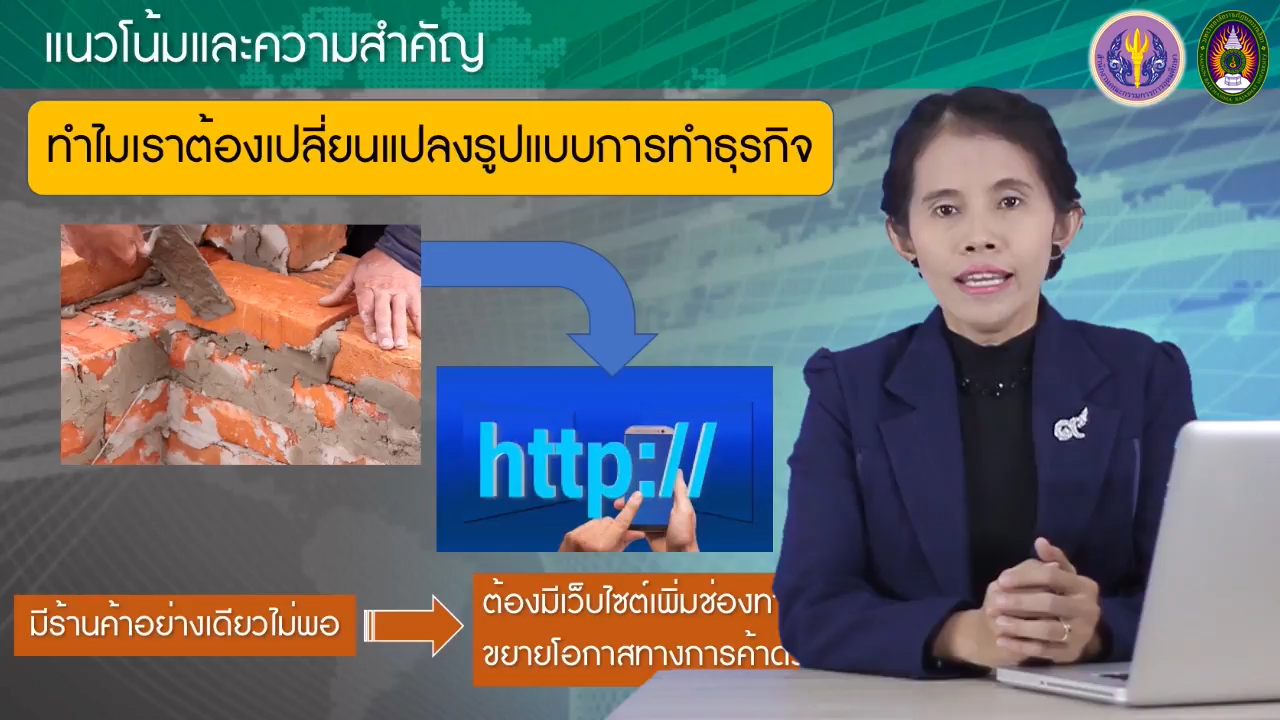 แนวโน้มและความสำคัญ
ทำไมเราต้องเปลี่ยนแปลงรูปแบบการทำธุรกิจ
http://
มีร้านค้าอย่างเดียวไม่พอ
ต้องมีเว็บไซต์เพิ่มช่อง
ขยายโอกาสทางการค้า